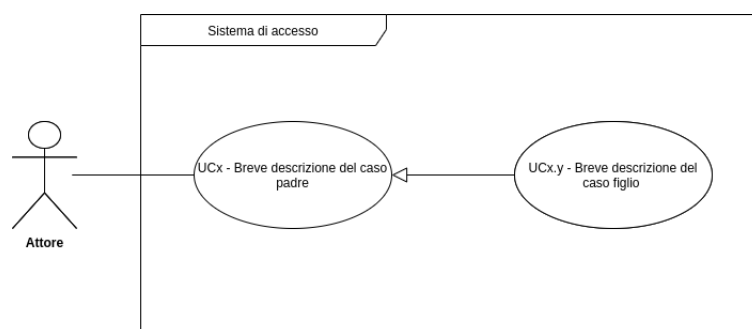 Sistema di accesso
UCx - Breve descrizione del caso
padre
UCx.y - Breve descrizione del
caso figlio
Attore